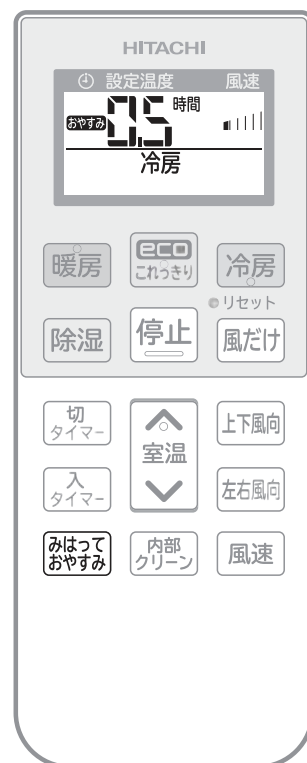 HITACHI
設定温度 風速
おやすみ 0.5 時間
冷房
暖房 eco これっきり 冷房
リセット
除湿 停止 風だけ
切タイマー 室温 上下風向
入タイマー 左右風向
みはっておやすみ 内部クリーン 風速